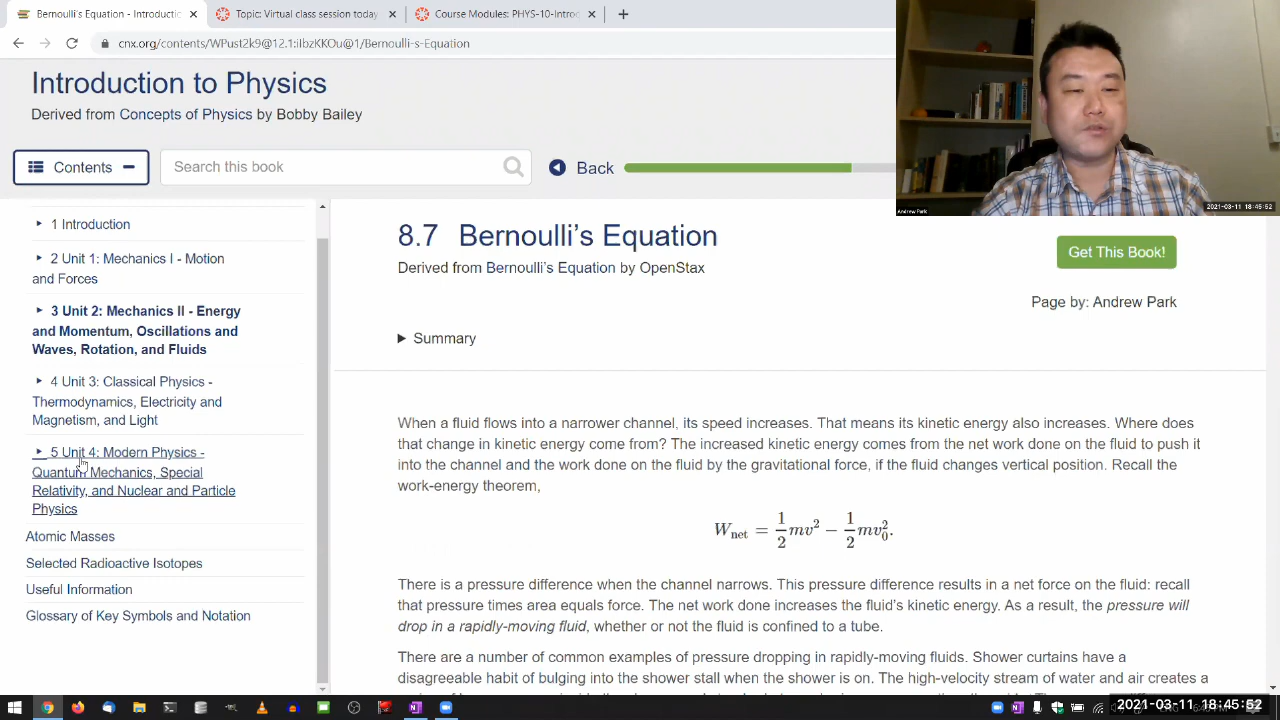 Bernoulli's Equation - Introductic
Topic: Virtual class session today
Course Modules: PHYS-10-Intro
cnx.org/contents/WPust2k9@12.1:iIbzKKOu@1/Bernoulli-s-Equation
Introduction to Physics
Derived from Concepts of Physics by Bobby Bailey
Contents
Search this book
Back
Andrew Park
2021-03-11 18:45:52
1 Introduction
2 Unit 1: Mechanics I - Motion
and Forces
3 Unit 2: Mechanics II - Energy
and Momentum, Oscillations and
Waves, Rotation, and Fluids
4 Unit 3: Classical Physics -
Thermodynamics, Electricity and
Magnetism, and Light
5 Unit 4: Modern Physics -
Quantum Mechanics, Special
Relativity, and Nuclear and Particle
Physics
Atomic Masses
Selected Radioactive Isotopes
Useful Information
Glossary of Key Symbols and Notation
8.7 Bernoulli's Equation
Derived from Bernoulli's Equation by OpenStax
Get This Book!
Page by: Andrew Park
Summary
When a fluid flows into a narrower channel, its speed increases. That means its kinetic energy also increases. Where does
that change in kinetic energy come from? The increased kinetic energy comes from the net work done on the fluid to push it
into the channel and the work done on the fluid by the gravitational force, if the fluid changes vertical position. Recall the
work-energy theorem,
W_net = 1/2 mv² − 1/2 mv₀².
There is a pressure difference when the channel narrows. This pressure difference results in a net force on the fluid: recall
that pressure times area equals force. The net work done increases the fluid's kinetic energy. As a result, the pressure will
drop in a rapidly-moving fluid, whether or not the fluid is confined to a tube.
There are a number of common examples of pressure dropping in rapidly-moving fluids. Shower curtains have a
disagreeable habit of bulging into the shower stall when the shower is on. The high-velocity stream of water and air creates a
2021-03-11 18:45:52